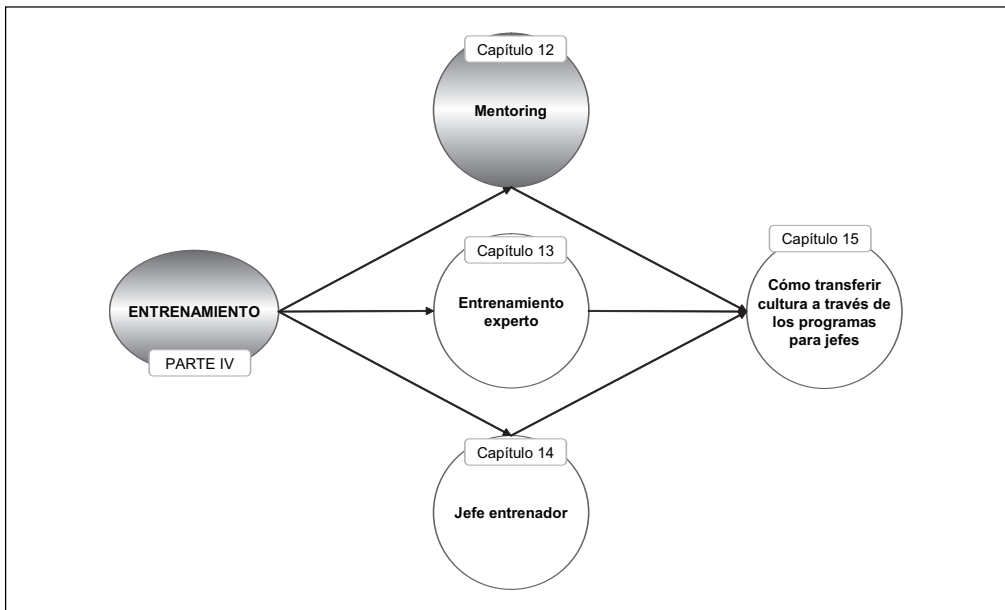 Capítulo 12
Mentoring
ENTRENAMIENTO
PARTE IV
Capítulo 13
Entrenamiento
experto
Capítulo 14
Jefe entrenador
Capítulo 15
Cómo transferir
cultura a través de
los programas
para jefes